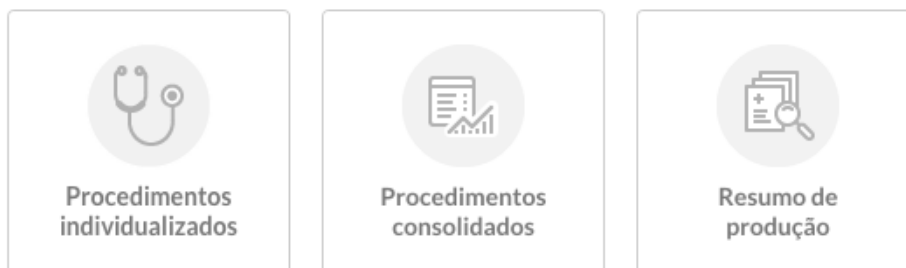 Procedimentos
individualizados
Procedimentos
consolidados
Resumo de
produção